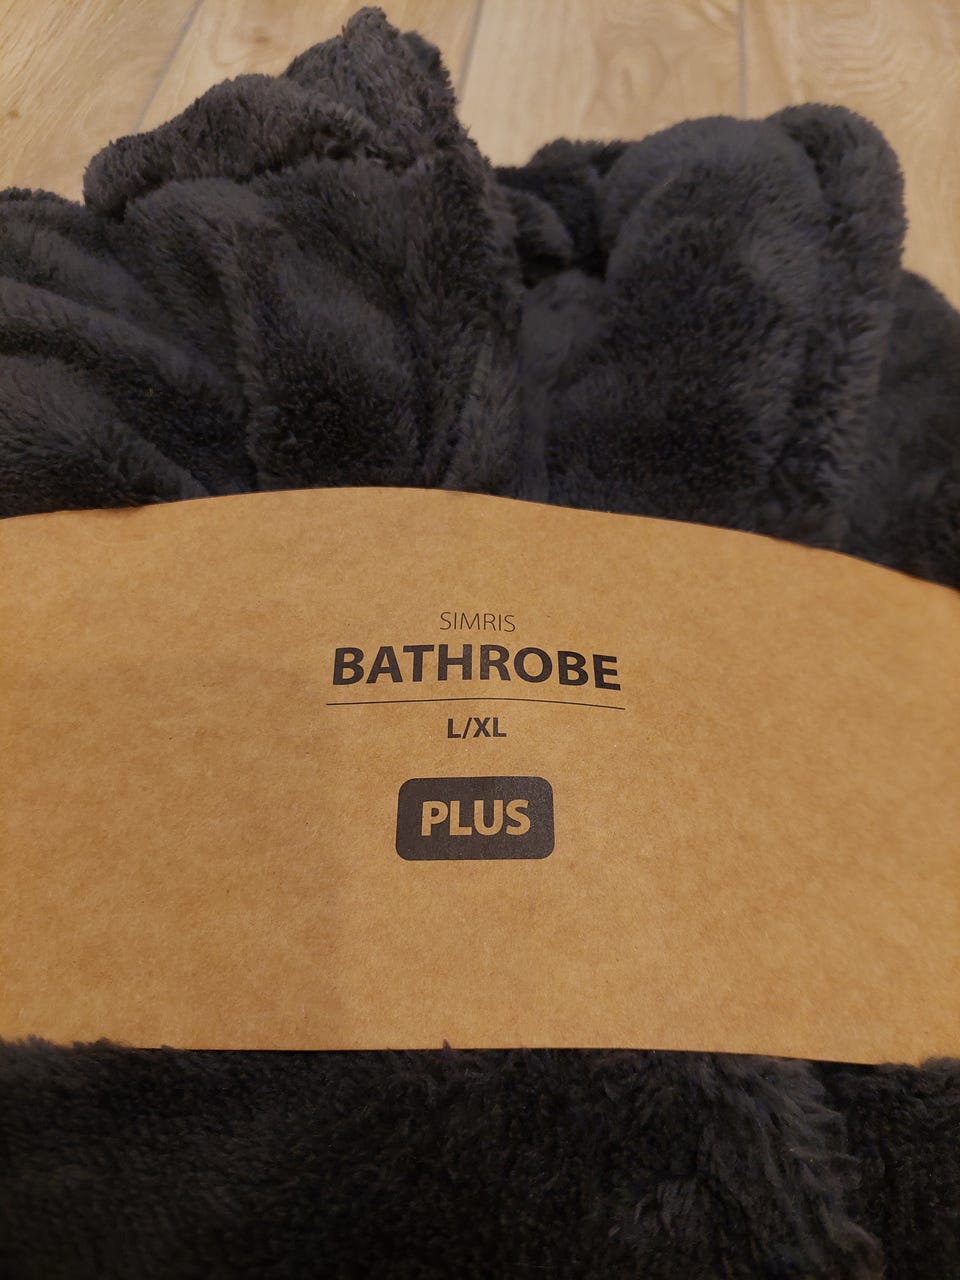 SIMRIS
BATHROBE
L/XL
PLUS